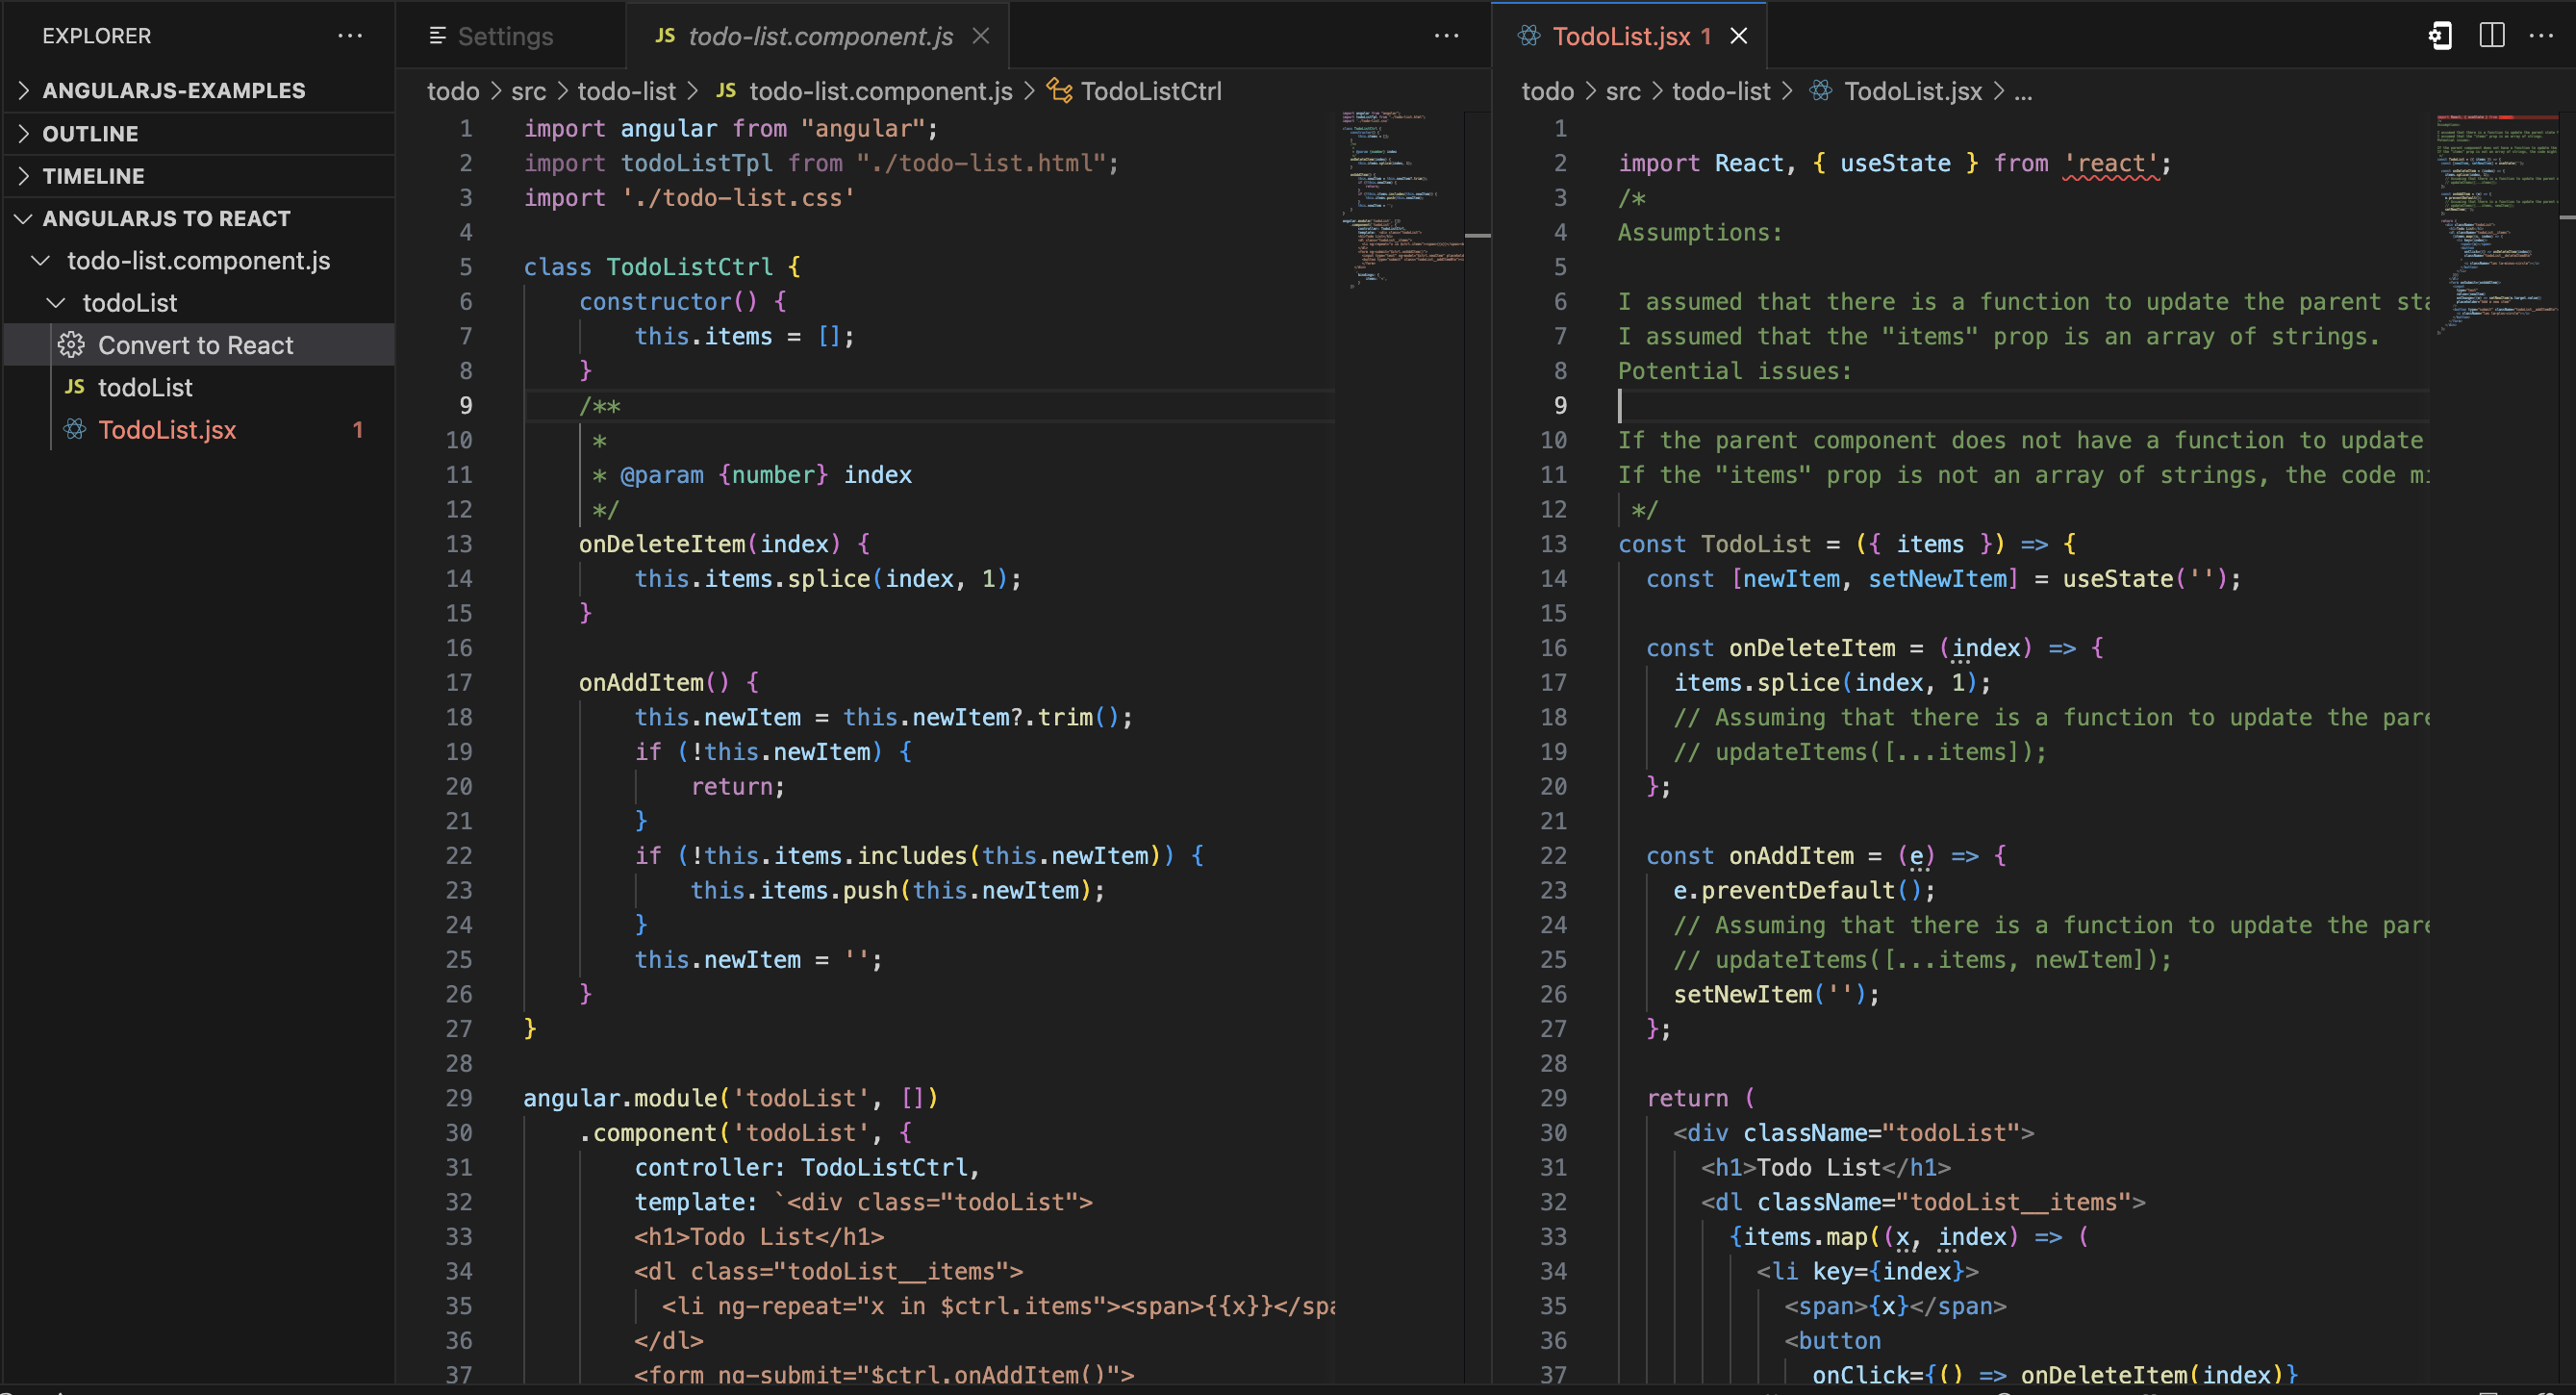 EXPLORER
ANGULARJS-EXAMPLES
OUTLINE
TIMELINE
ANGULARJS TO REACT
todo-list.component.js
todoList
Convert to React
JS todoList
TodoList.jsx 1
Settings
JS todo-list.component.js
todo > src > todo-list > JS todo-list.component.js > TodoListCtrl
1 import angular from "angular";
2 import todoListTpl from "./todo-list.html";
3 import './todo-list.css'
4
5 class TodoListCtrl {
6 constructor() {
7 this.items = [];
8 }
9 /**
10 *
11 * @param {number} index
12 */
13 onDeleteItem(index) {
14 this.items.splice(index, 1);
15 }
16
17 onAddItem() {
18 this.newItem = this.newItem?.trim();
19 if (!this.newItem) {
20 return;
21 }
22 if (!this.items.includes(this.newItem)) {
23 this.items.push(this.newItem);
24 }
25 this.newItem = '';
26 }
27 }
28
29 angular.module('todoList', [])
30 .component('todoList', {
31 controller: TodoListCtrl,
32 template: `<div class="todoList">
33 <h1>Todo List</h1>
34 <dl class="todoList__items">
35 <li ng-repeat="x in $ctrl.items"><span>{{x}}</spa
36 </dl>
37 <form ng-submit="$ctrl.onAddItem()">
TodoList.jsx 1
todo > src > todo-list > TodoList.jsx > ...
1
2 import React, { useState } from 'react';
3 /*
4 Assumptions:
5
6 I assumed that there is a function to update the parent sta
7 I assumed that the "items" prop is an array of strings.
8 Potential issues:
9
10 If the parent component does not have a function to update
11 If the "items" prop is not an array of strings, the code mi
12 */
13 const TodoList = ({ items }) => {
14 const [newItem, setNewItem] = useState('');
15
16 const onDeleteItem = (index) => {
17 items.splice(index, 1);
18 // Assuming that there is a function to update the pare
19 // updateItems([...items]);
20 };
21
22 const onAddItem = (e) => {
23 e.preventDefault();
24 // Assuming that there is a function to update the pare
25 // updateItems([...items, newItem]);
26 setNewItem('');
27 };
28
29 return (
30 <div className="todoList">
31 <h1>Todo List</h1>
32 <dl className="todoList__items">
33 {items.map((x, index) => (
34 <li key={index}>
35 <span>{x}</span>
36 <button
37 onClick={() => onDeleteItem(index)}